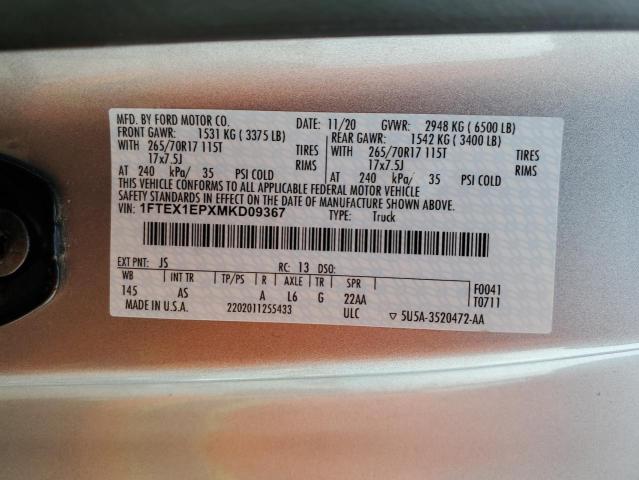 MFD. BY FORD MOTOR CO. 11/20 GVWR: 2948 KG ( 6500 LB)
FRONT GAWR: 1531 KG ( 3375 LB) REAR GAWR: 1542 KG ( 3400 LB)
WITH 265/70R17 115T TIRES WITH 265/70R17 115T TIRES
17x7.5J RIMS 17x7.5J RIMS
AT 240 kPa/ 35 PSI COLD AT 240 kPa/ 35 PSI COLD
THIS VEHICLE CONFORMS TO ALL APPLICABLE FEDERAL MOTOR VEHICLE
SAFETY STANDARDS IN EFFECT ON THE DATE OF MANUFACTURE SHOWN ABOVE.
VIN: 1FTEX1EPXMKD09367 TYPE: Truck
EXT PNT: JS RC: 13 DSO:
WB INT TR TP/PS R AXLE TR SPR F0041
145 AS A L6 G 22AA T0711
MADE IN U.S.A. 2202011255433 ULC ▽ 5U5A-3520472-AA